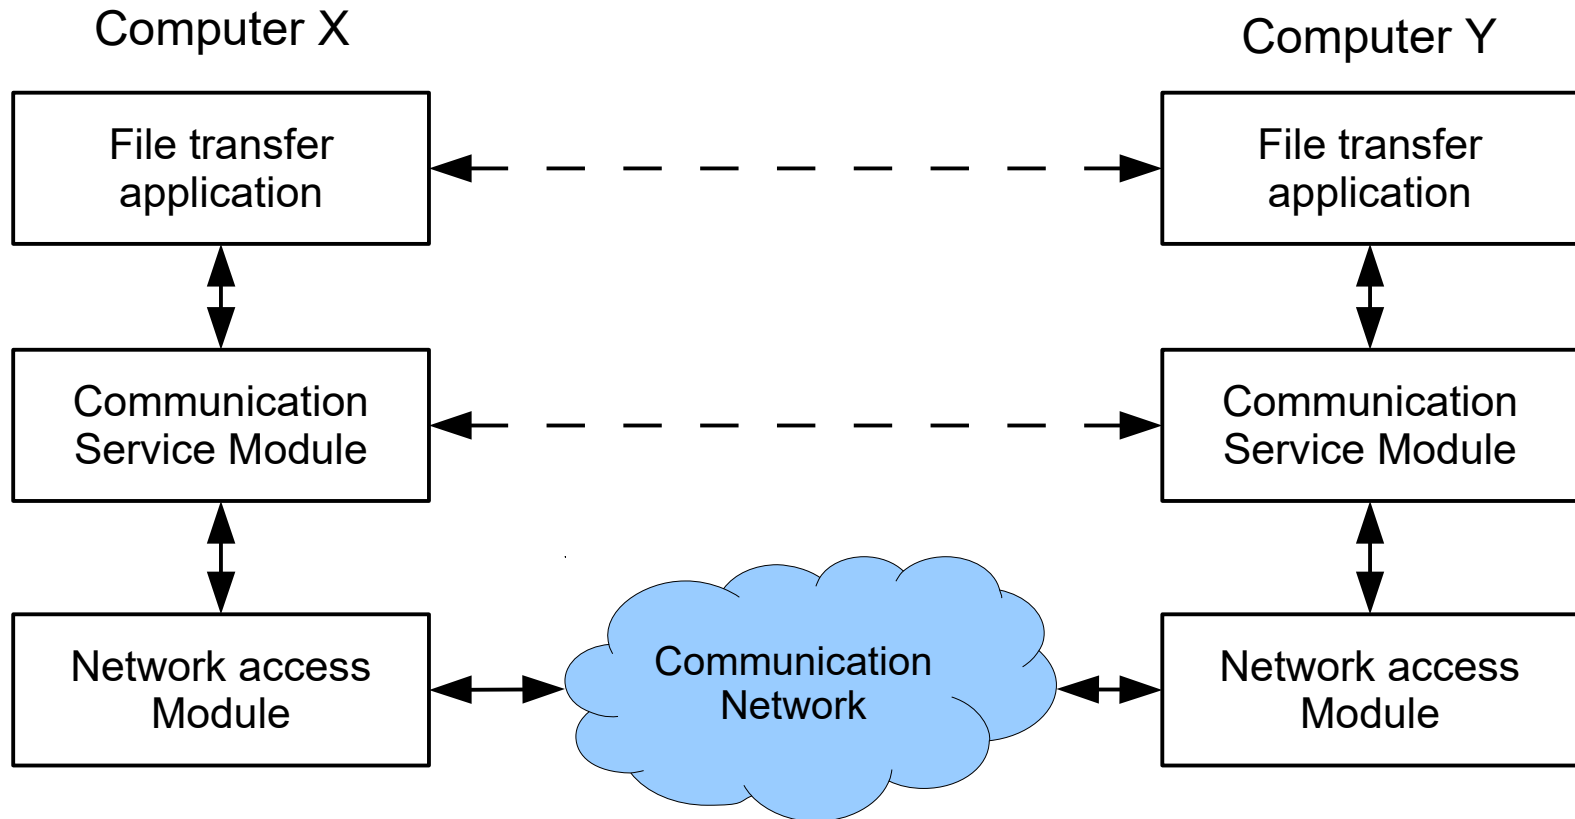 Computer X
Computer Y
File transfer
application
File transfer
application
Communication
Service Module
Communication
Service Module
Network access
Module
Communication
Network
Network access
Module